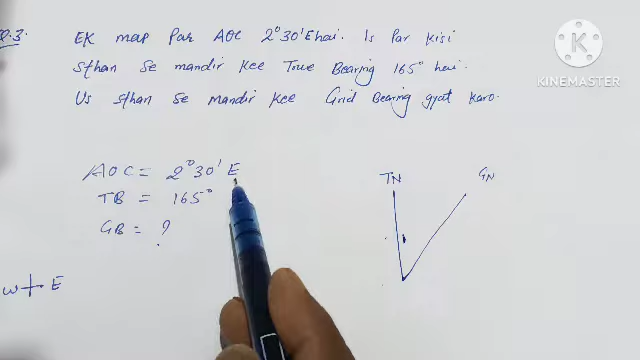 Q.3. EK map Par AOC 2°30'E hai. Is Par Kisi
Sthan Se mandir Kee True Bearing 165° hai.
Us Sthan Se mandir Kee Grid Bearing gyat Karo.
AOC = 2°30' E
TB = 165°
GB = ?
TN
GN
W E
KINEMASTER